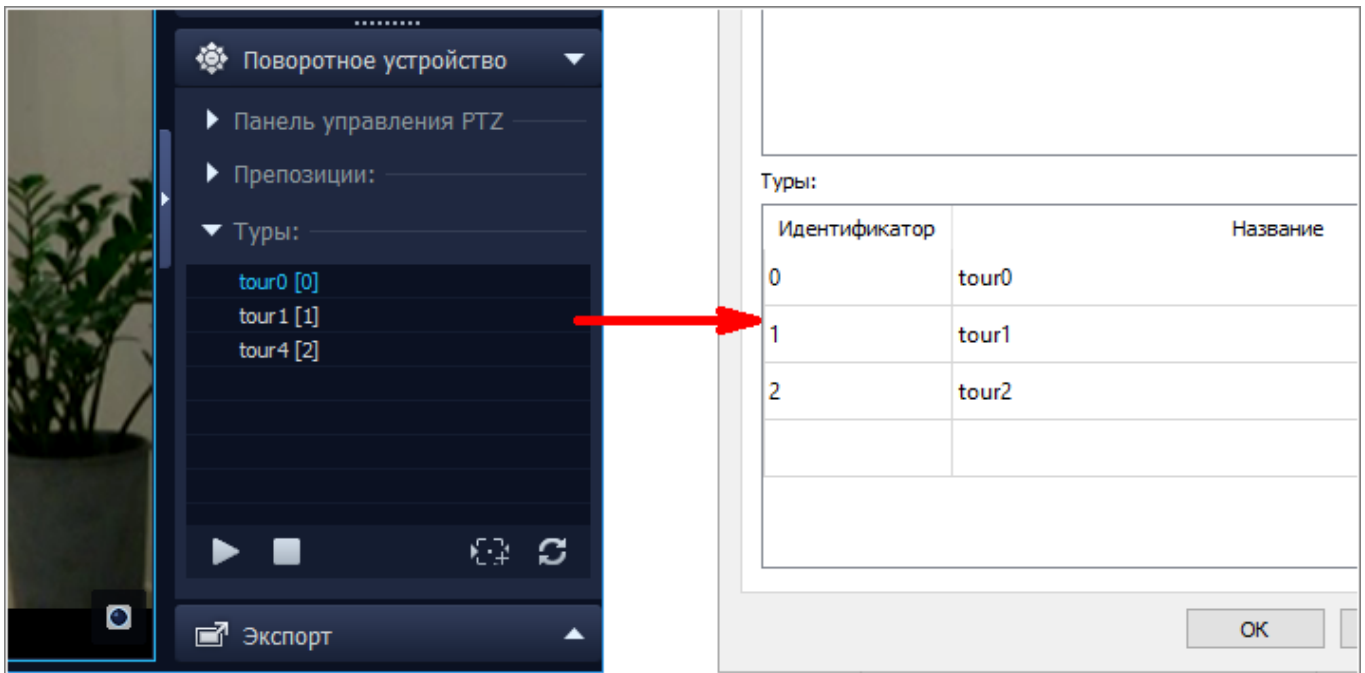 Поворотное устройство
Панель управления PTZ
Препозиции:
Туры:
tour0 [0]
tour1 [1]
tour4 [2]
Экспорт
Туры:
Идентификатор Название
0 tour0
1 tour1
2 tour2
OK